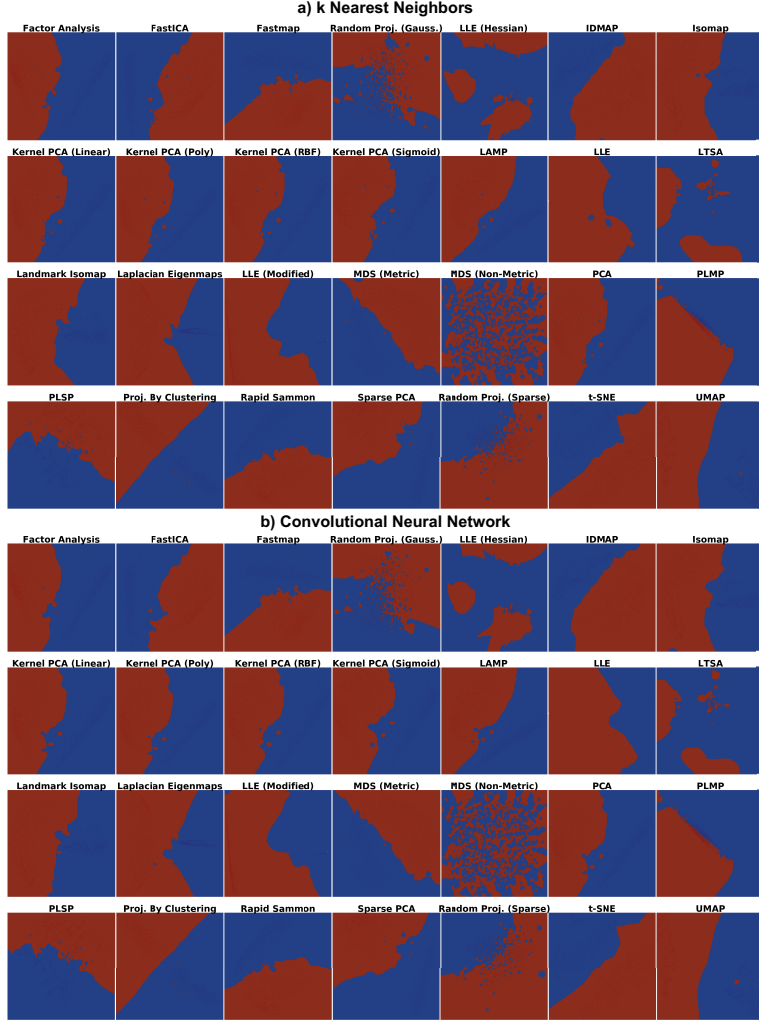 a) k Nearest Neighbors
Factor Analysis FastICA Fastmap Random Proj. (Gauss.) LLE (Hessian) IDMAP Isomap
Kernel PCA (Linear) Kernel PCA (Poly) Kernel PCA (RBF) Kernel PCA (Sigmoid) LAMP LLE LTSA
Landmark Isomap Laplacian Eigenmaps LLE (Modified) MDS (Metric) MDS (Non-Metric) PCA PLMP
PLSP Proj. By Clustering Rapid Sammon Sparse PCA Random Proj. (Sparse) t-SNE UMAP
b) Convolutional Neural Network
Factor Analysis FastICA Fastmap Random Proj. (Gauss.) LLE (Hessian) IDMAP Isomap
Kernel PCA (Linear) Kernel PCA (Poly) Kernel PCA (RBF) Kernel PCA (Sigmoid) LAMP LLE LTSA
Landmark Isomap Laplacian Eigenmaps LLE (Modified) MDS (Metric) MDS (Non-Metric) PCA PLMP
PLSP Proj. By Clustering Rapid Sammon Sparse PCA Random Proj. (Sparse) t-SNE UMAP